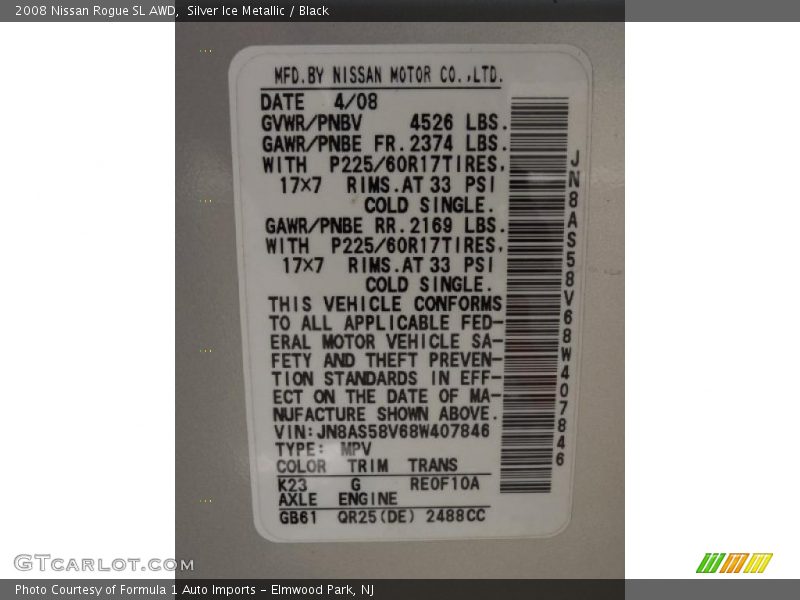 2008 Nissan Rogue SL AWD, Silver Ice Metallic / Black
MFD.BY NISSAN MOTOR CO.,LTD.
DATE 4/08
GVWR/PNBV 4526 LBS.
GAWR/PNBE FR.2374 LBS.
WITH P225/60R17TIRES,
17×7 RIMS.AT 33 PSI
COLD SINGLE.
GAWR/PNBE RR.2169 LBS.
WITH P225/60R17TIRES,
17×7 RIMS.AT 33 PSI
COLD SINGLE.
THIS VEHICLE CONFORMS
TO ALL APPLICABLE FED-
ERAL MOTOR VEHICLE SA-
FETY AND THEFT PREVEN-
TION STANDARDS IN EFF-
ECT ON THE DATE OF MA-
NUFACTURE SHOWN ABOVE.
VIN:JN8AS58V68W407846
TYPE: MPV
COLOR TRIM TRANS
K23 G RE0F10A
AXLE ENGINE
GB61 QR25(DE) 2488CC
JN8AS58V68W407846
GTcarlot.com
Photo Courtesy of Formula 1 Auto Imports - Elmwood Park, NJ